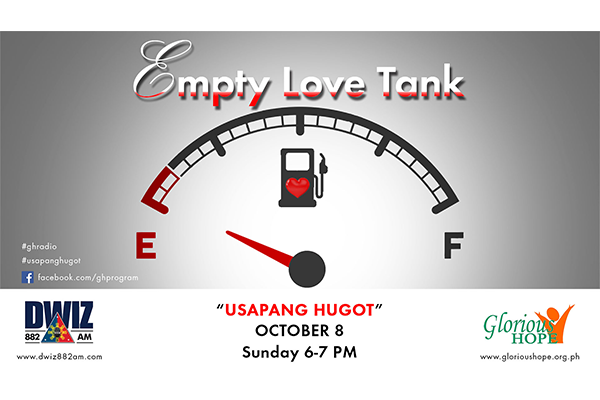 Empty Love Tank
E
F
#ghradio
#usapanghugot
facebook.com/ghprogram
DWIZ
882 AM
www.dwiz882am.com
“USAPANG HUGOT”
OCTOBER 8
Sunday 6-7 PM
Glorious
HOPE
www.glorioushope.org.ph